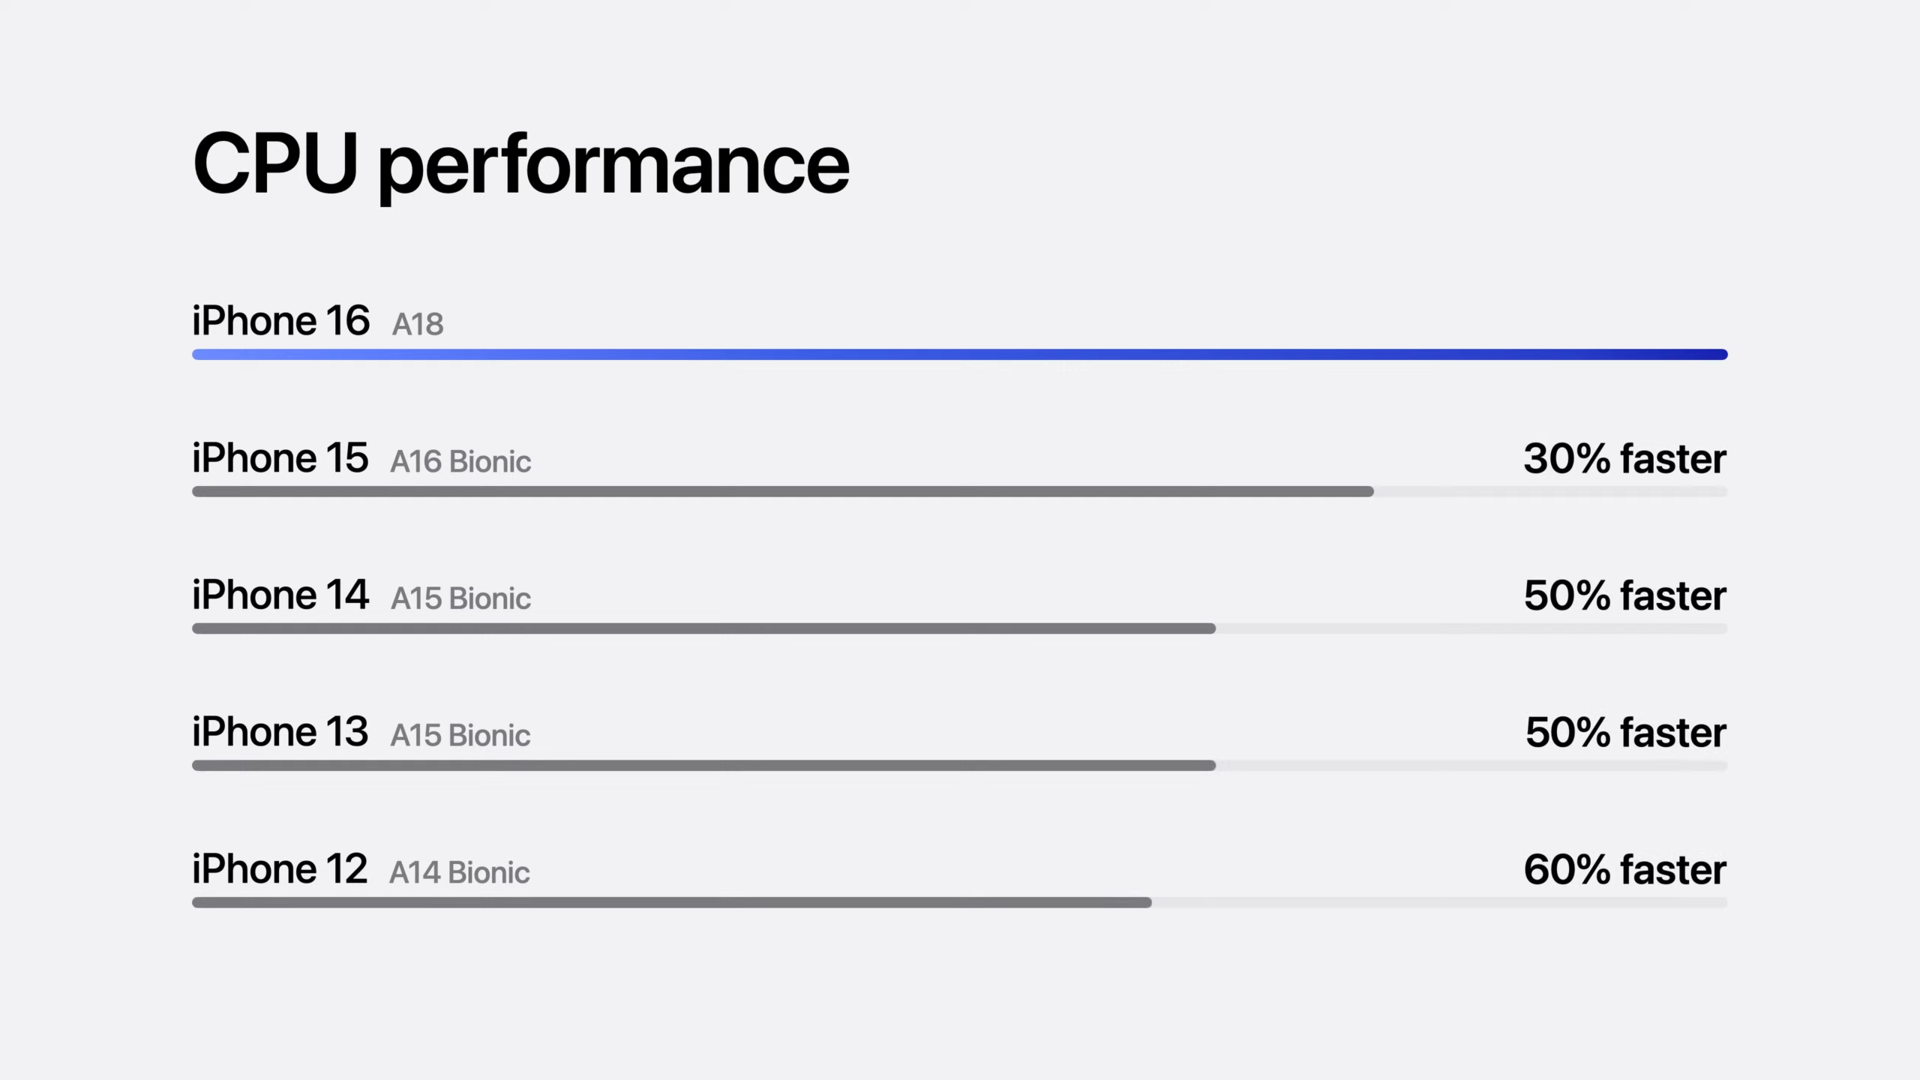 CPU performance
iPhone 16 A18
iPhone 15 A16 Bionic 30% faster
iPhone 14 A15 Bionic 50% faster
iPhone 13 A15 Bionic 50% faster
iPhone 12 A14 Bionic 60% faster